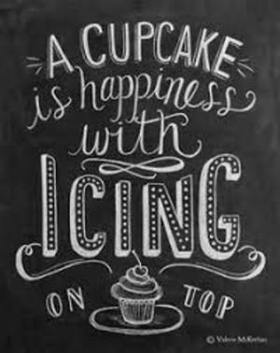 A CUPCAKE
is happiness
with
ICING
ON TOP
© Valerie McKeehan